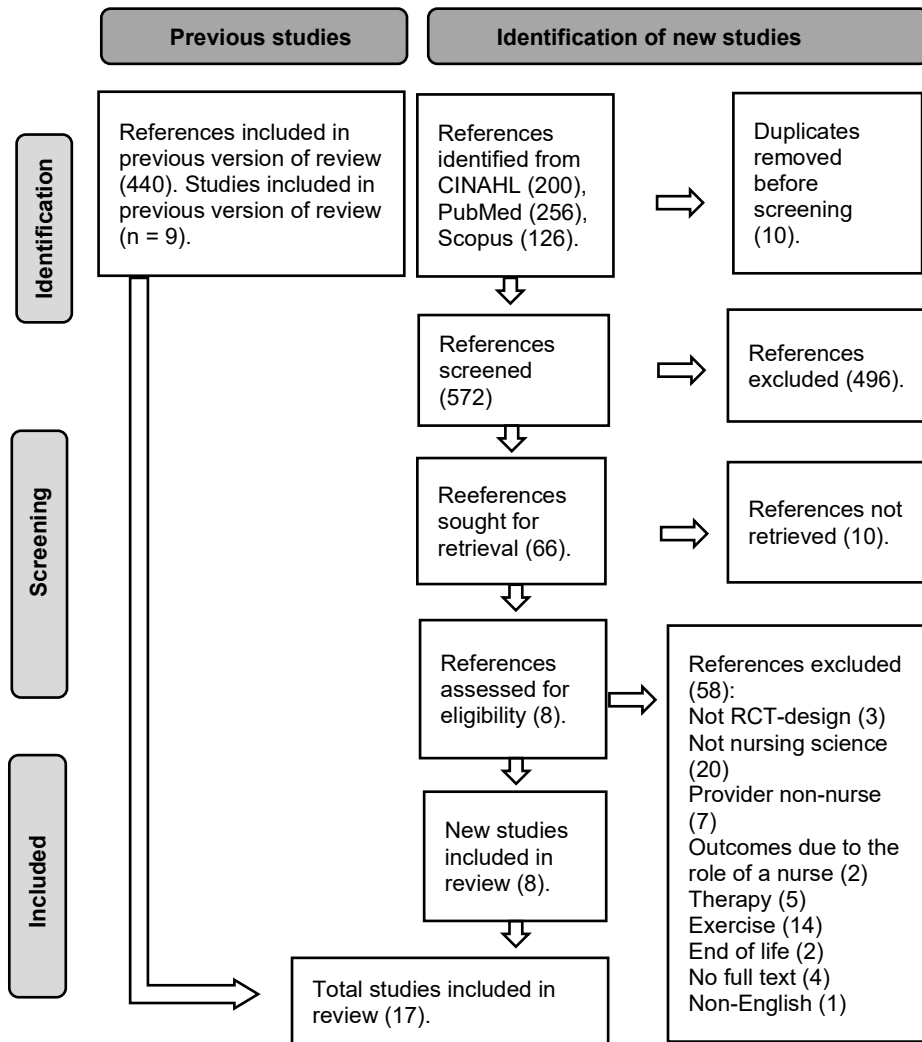 Previous studies
Identification of new studies
Identification
References included in
previous version of review
(440). Studies included in
previous version of review
(n = 9).
References
identified from
CINAHL (200),
PubMed (256),
Scopus (126).
Duplicates
removed
before
screening
(10).
References
screened
(572)
References
excluded (496).
Screening
Reeferences
sought for
retrieval (66).
References not
retrieved (10).
References
assessed for
eligibility (8).
References excluded
(58):
Not RCT-design (3)
Not nursing science
(20)
Provider non-nurse
(7)
Outcomes due to the
role of a nurse (2)
Therapy (5)
Exercise (14)
End of life (2)
No full text (4)
Non-English (1)
Included
New studies
included in
review (8).
Total studies included in
review (17).